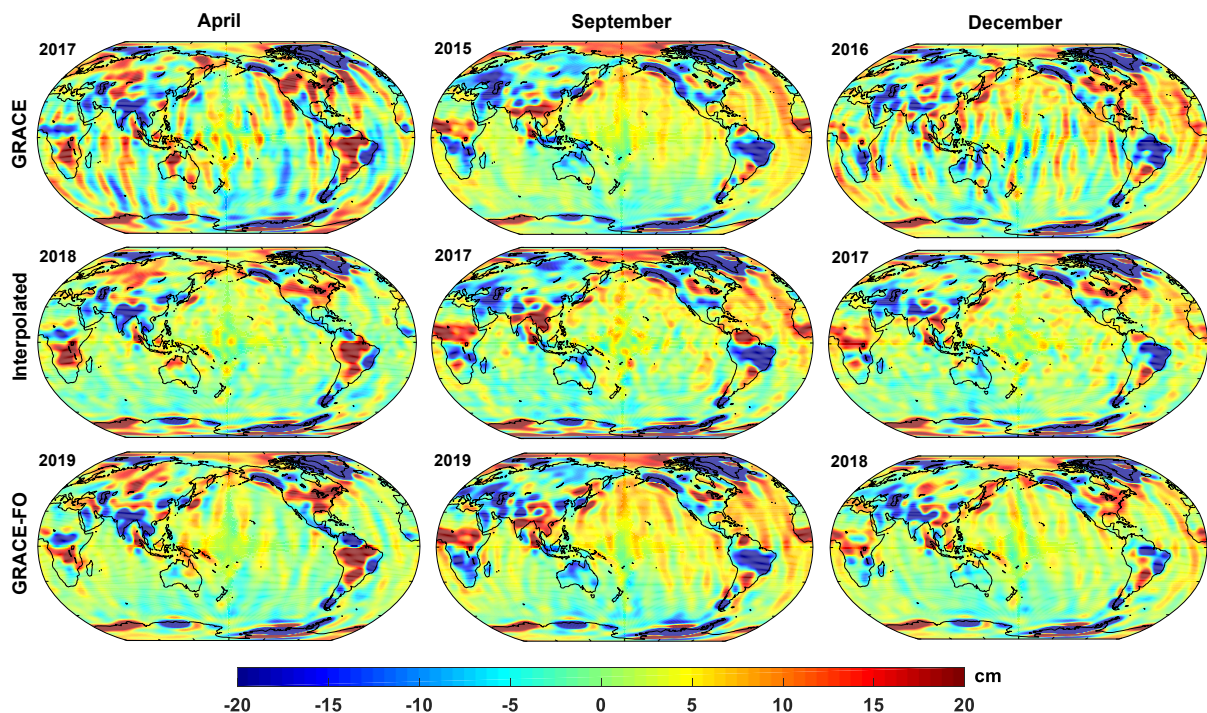 April September December
GRACE
2017 2015 2016
Interpolated
2018 2017 2017
GRACE-FO
2019 2019 2018
-20 -15 -10 -5 0 5 10 15 20 cm